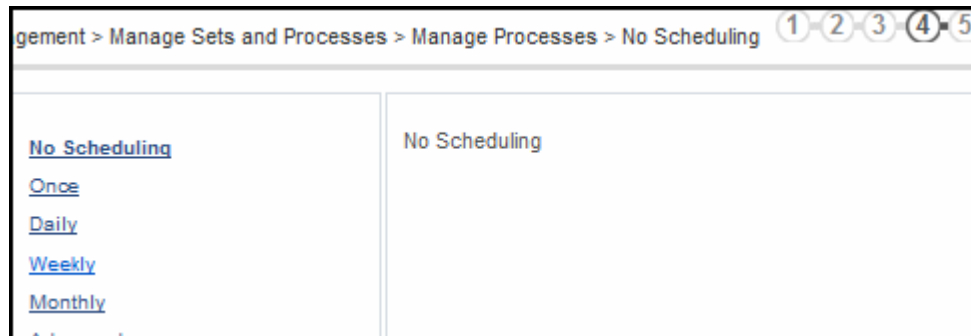 gement > Manage Sets and Processes > Manage Processes > No Scheduling 1 2 3 4 5
No Scheduling
Once
Daily
Weekly
Monthly
No Scheduling